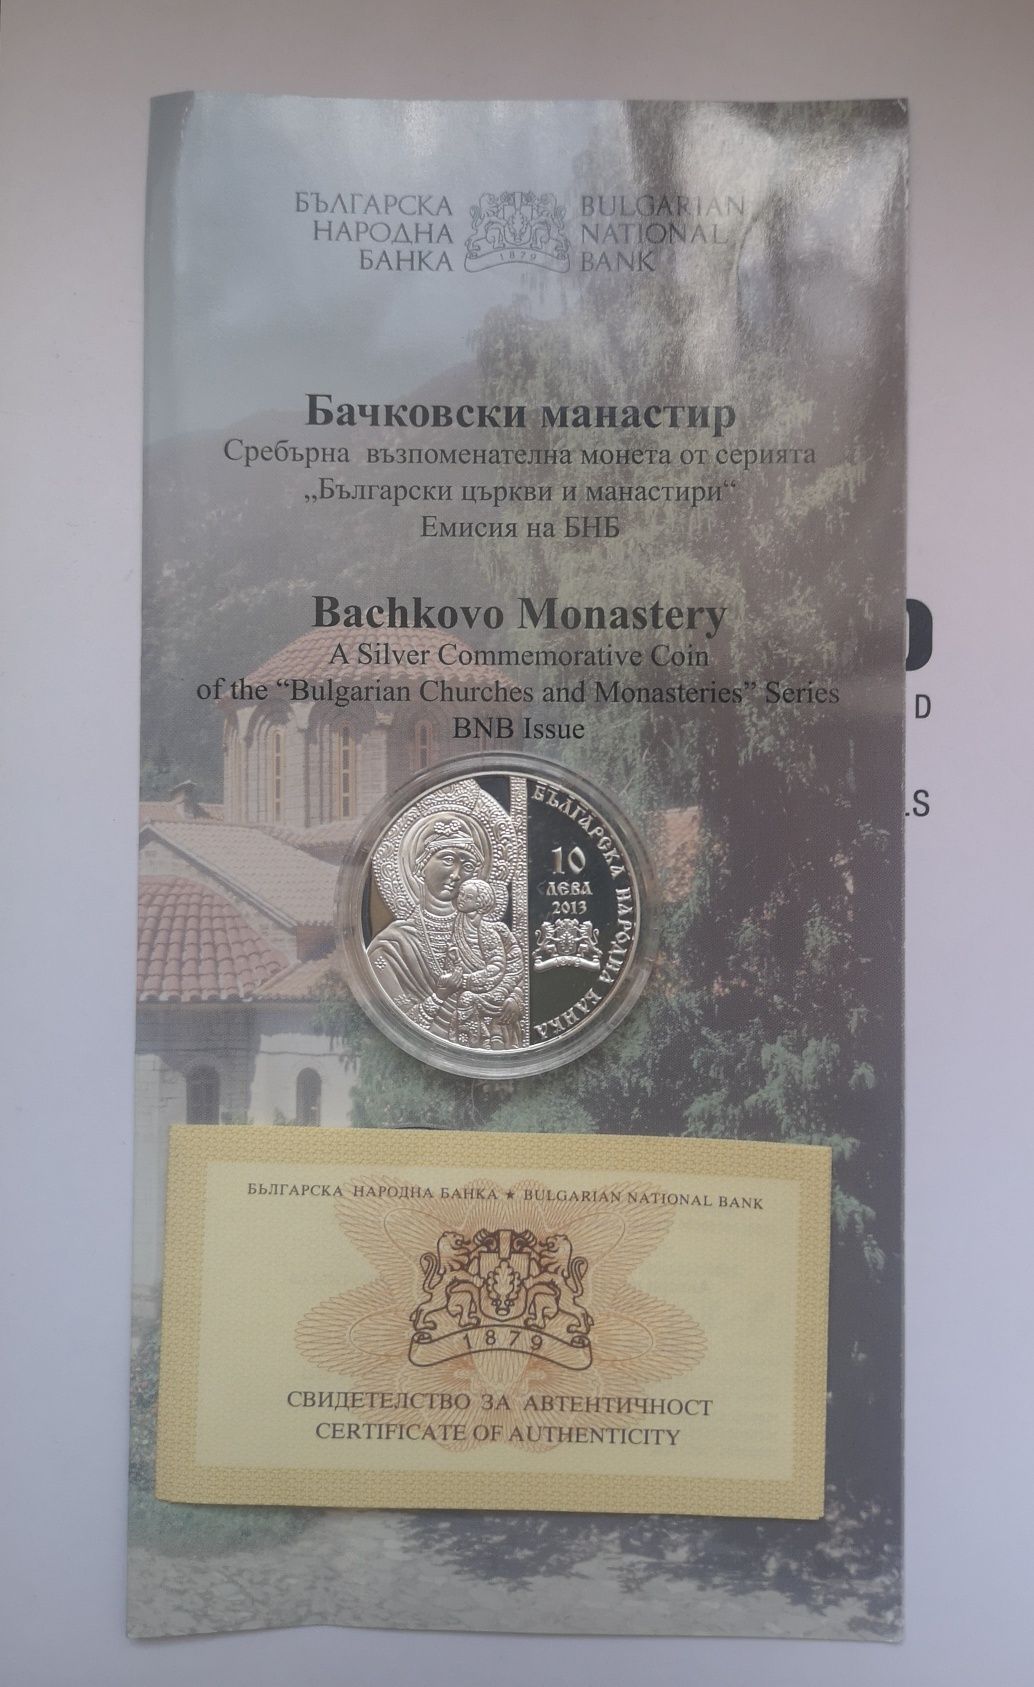 БЪЛГАРСКА НАРОДНА БАНКА
BULGARIAN NATIONAL BANK
1879
Бачковски манастир
Сребърна възпоменателна монета от серията
„Български църкви и манастири“
Емисия на БНБ
Bachkovo Monastery
A Silver Commemorative Coin
of the “Bulgarian Churches and Monasteries” Series
BNB Issue
D
LS
БЪЛГАРСКА НАРОДНА БАНКА
10
ЛЕВА
2013
БЪЛГАРСКА НАРОДНА БАНКА ★ BULGARIAN NATIONAL BANK
1879
СВИДЕТЕЛСТВО ЗА АВТЕНТИЧНОСТ
CERTIFICATE OF AUTHENTICITY